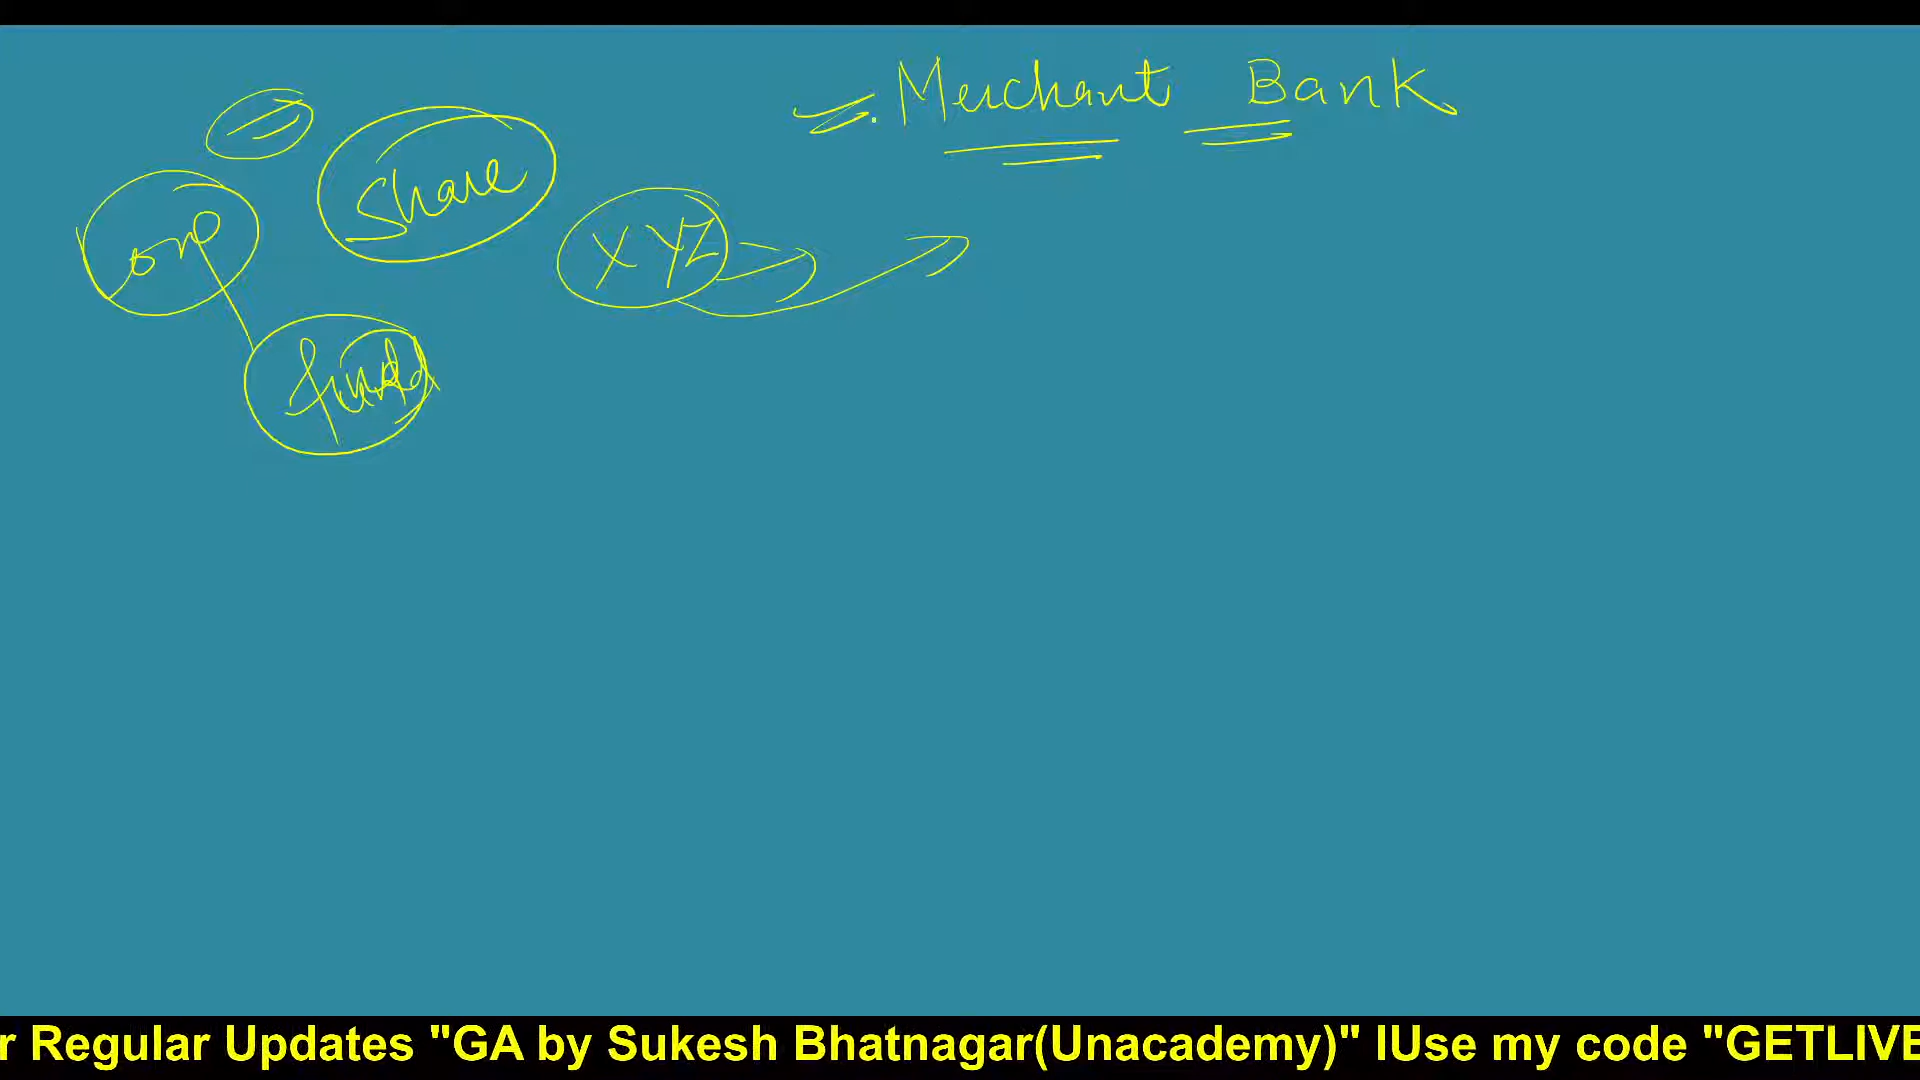 Merchant Bank
Share
XYZ
fund
r Regular Updates "GA by Sukesh Bhatnagar(Unacademy)" IUse my code "GETLIVE